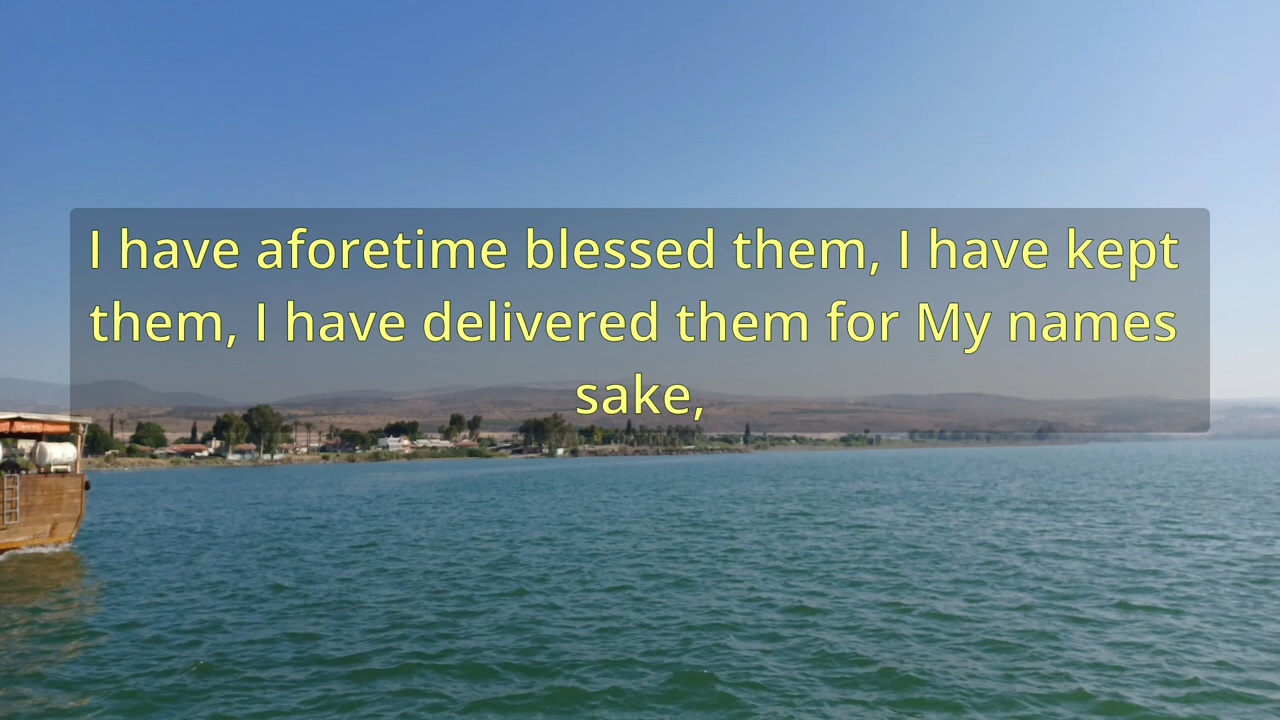 I have aforetime blessed them, I have kept
them, I have delivered them for My names
sake,